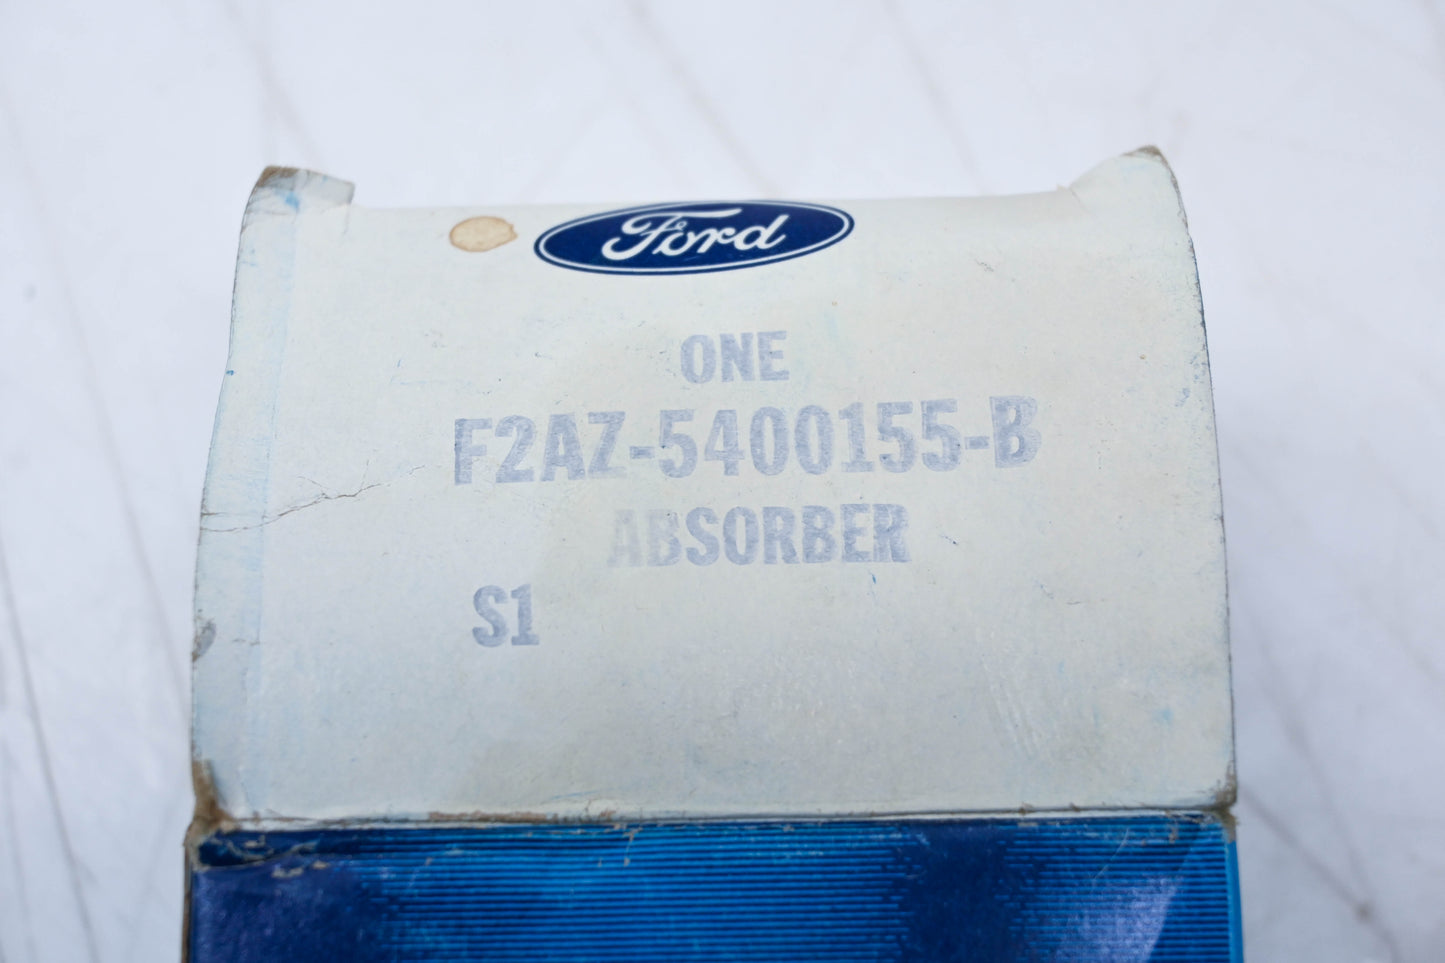 Ford
ONE
F2AZ-5400155-B
ABSORBER
S1